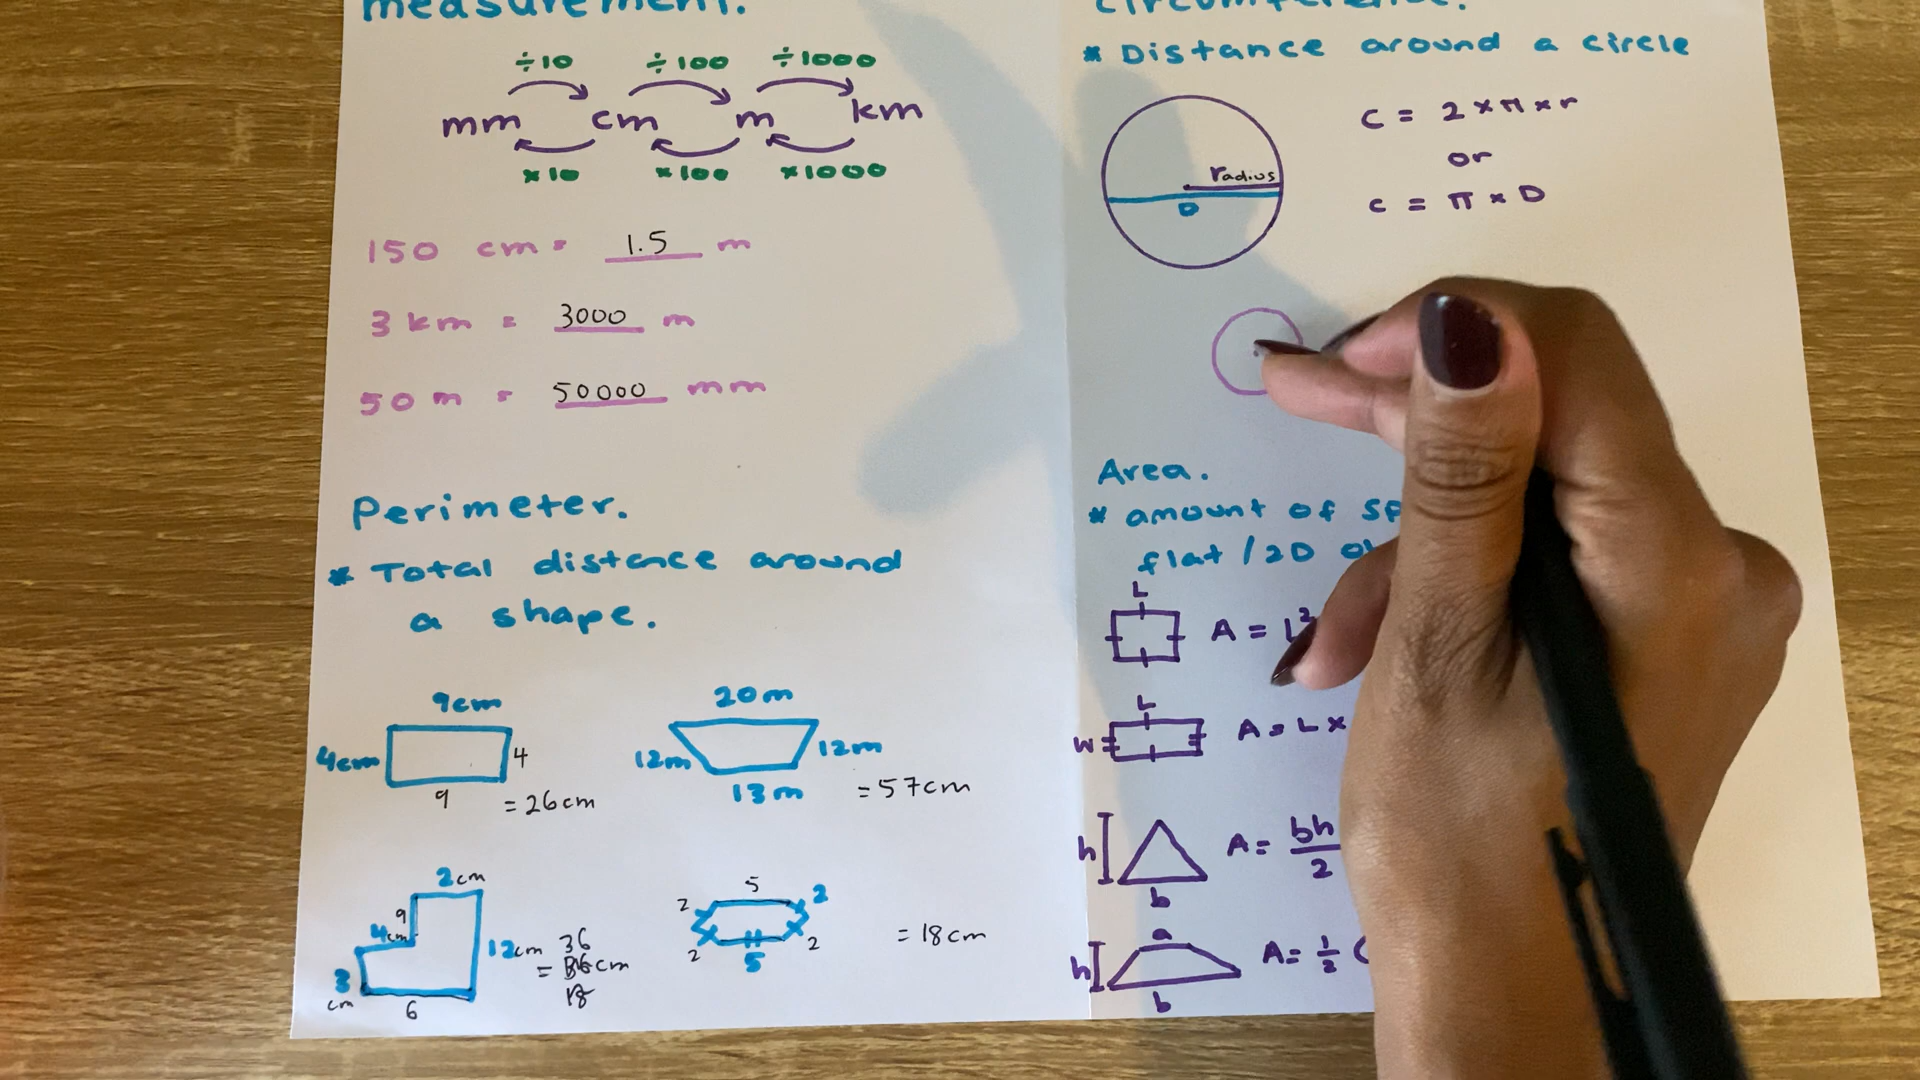 measurement.
÷10 ÷100 ÷1000
mm cm m km
×10 ×100 ×1000
150 cm = 1.5 m
3 km = 3000 m
50 m = 50000 mm
Perimeter.
* Total distance around
a shape.
9cm
4cm 4
9 = 26cm
20m
12m 12m
13m = 57cm
2cm
9
4cm
12cm 36
= cm
3
cm
6
18
5
2 2
2 2
5
= 18cm
circumference.
* Distance around a circle
radius
D
C = 2 × π × r
or
c = π × D
Area.
* amount of
flat / 2D
L
A = l²
L
W A = L ×
h A = bh
2
b
a
h A = 1
2 (
b